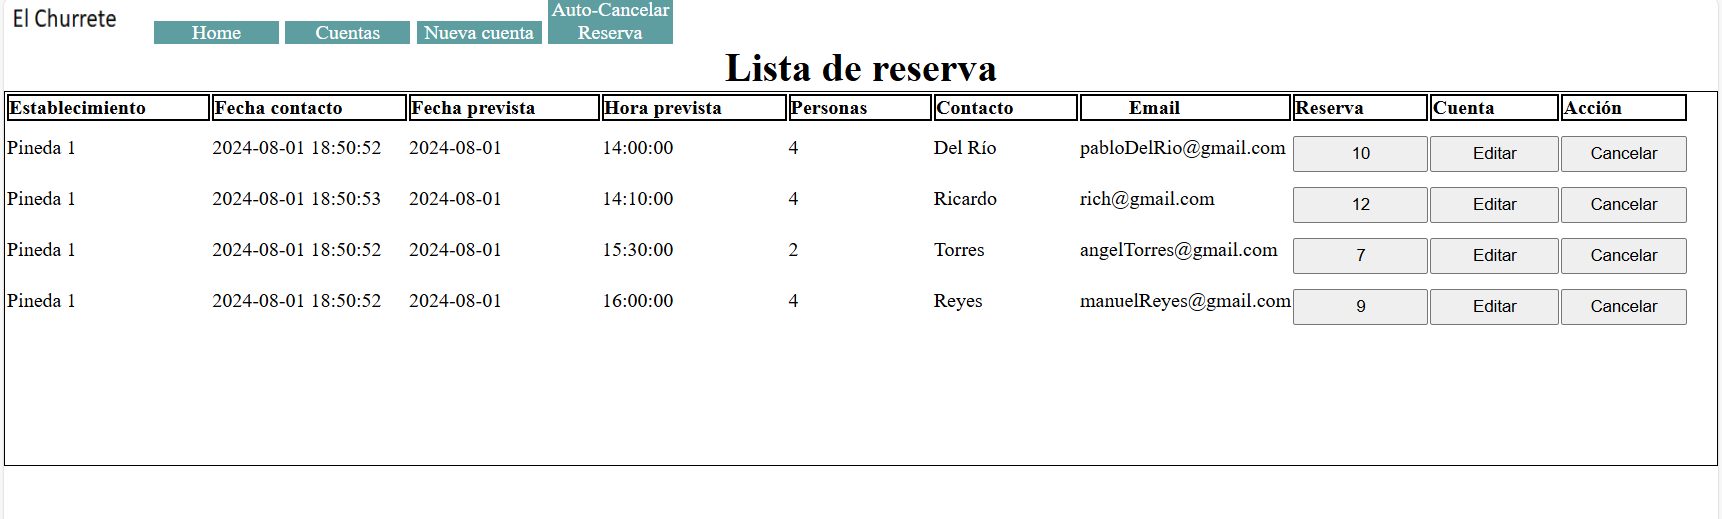 El Churrete
Home Cuentas Nueva cuenta Auto-Cancelar
Reserva
Lista de reserva
Establecimiento Fecha contacto Fecha prevista Hora prevista Personas Contacto Email Reserva Cuenta Acción
Pineda 1 2024-08-01 18:50:52 2024-08-01 14:00:00 4 Del Río pabloDelRio@gmail.com 10 Editar Cancelar
Pineda 1 2024-08-01 18:50:53 2024-08-01 14:10:00 4 Ricardo rich@gmail.com 12 Editar Cancelar
Pineda 1 2024-08-01 18:50:52 2024-08-01 15:30:00 2 Torres angelTorres@gmail.com 7 Editar Cancelar
Pineda 1 2024-08-01 18:50:52 2024-08-01 16:00:00 4 Reyes manuelReyes@gmail.com 9 Editar Cancelar